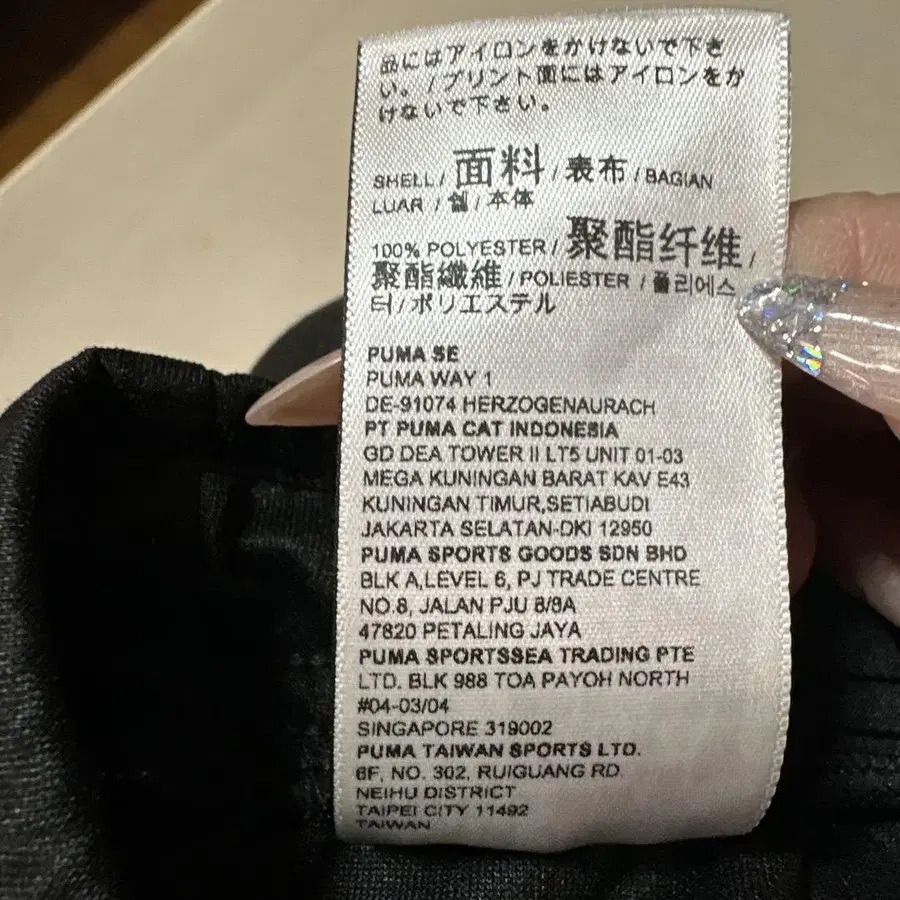 品にはアイロンをかけないで下さ
い。/プリント面にはアイロンをか
けないで下さい。
SHELL / 面料 / 表布 / BAGIAN
LUAR / 쉘 / 本体
100% POLYESTER / 聚酯纤维 /
聚酯纖維 / POLIESTER / 폴리에스
터 / ポリエステル
PUMA SE
PUMA WAY 1
DE-91074 HERZOGENAURACH
PT PUMA CAT INDONESIA
GD DEA TOWER II LT5 UNIT 01-03
MEGA KUNINGAN BARAT KAV E43
KUNINGAN TIMUR,SETIABUDI
JAKARTA SELATAN-DKI 12950
PUMA SPORTS GOODS SDN BHD
BLK A,LEVEL 6, PJ TRADE CENTRE
NO.8, JALAN PJU 8/8A
47820 PETALING JAYA
PUMA SPORTSSEA TRADING PTE
LTD. BLK 988 TOA PAYOH NORTH
#04-03/04
SINGAPORE 319002
PUMA TAIWAN SPORTS LTD.
6F, NO. 302, RUIGUANG RD
NEIHU DISTRICT
TAIPEI CITY 11492
TAIWAN